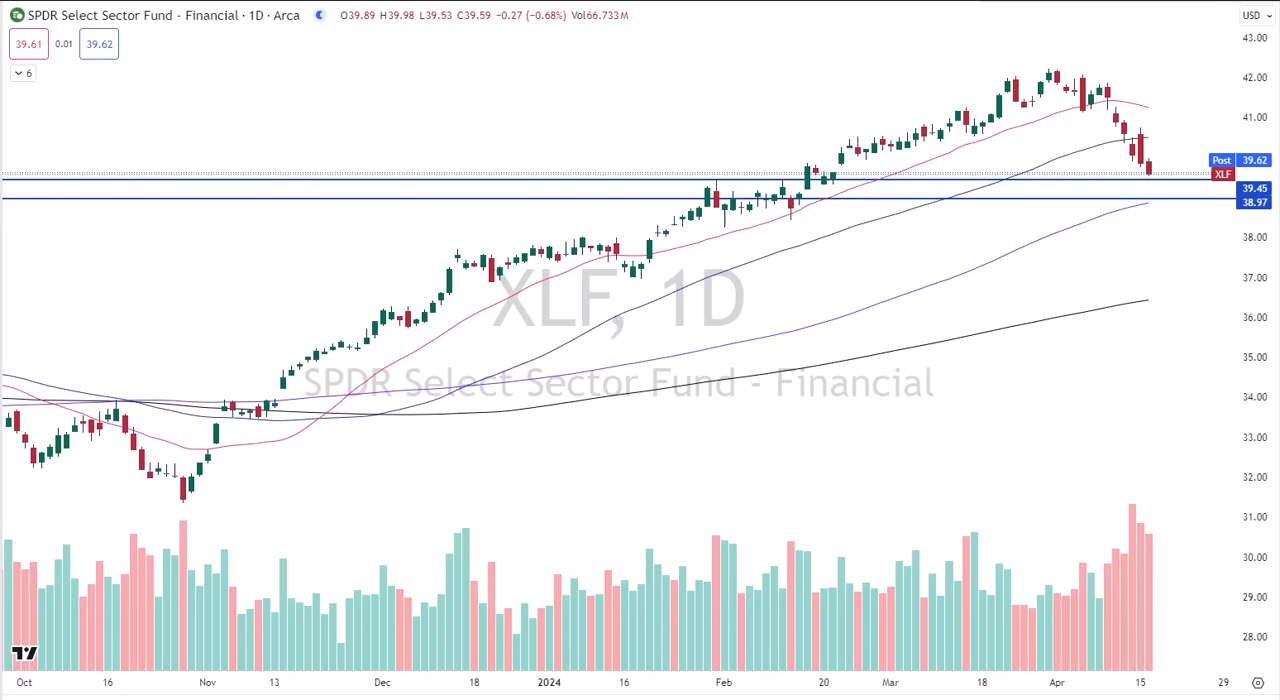 SPDR Select Sector Fund - Financial · 1D · Arca O39.89 H39.98 L39.53 C39.59 −0.27 (−0.68%) Vol66.733M
USD
39.61 0.01 39.62
6
43.00
42.00
41.00
Post 39.62
XLF
39.45
38.97
38.00
37.00
36.00
35.00
34.00
33.00
32.00
31.00
30.00
29.00
28.00
XLF, 1D
SPDR Select Sector Fund - Financial
Oct 16 Nov 13 Dec 18 2024 16 Feb 20 Mar 18 Apr 15 29